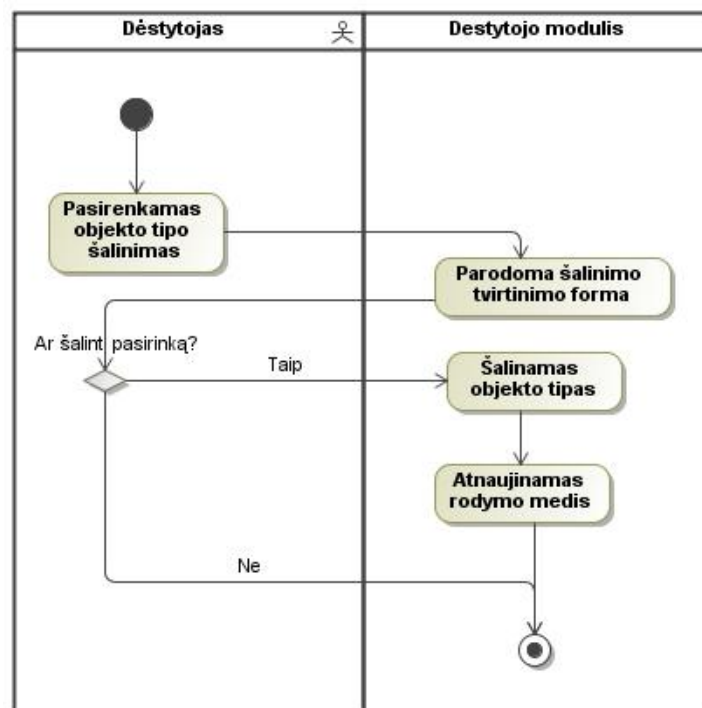 Dėstytojas
Destytojo modulis
Pasirenkamas
objekto tipo
šalinimas
Parodoma šalinimo
tvirtinimo forma
Ar šalint pasirinką?
Taip
Šalinamas
objekto tipas
Atnaujinamas
rodymo medis
Ne